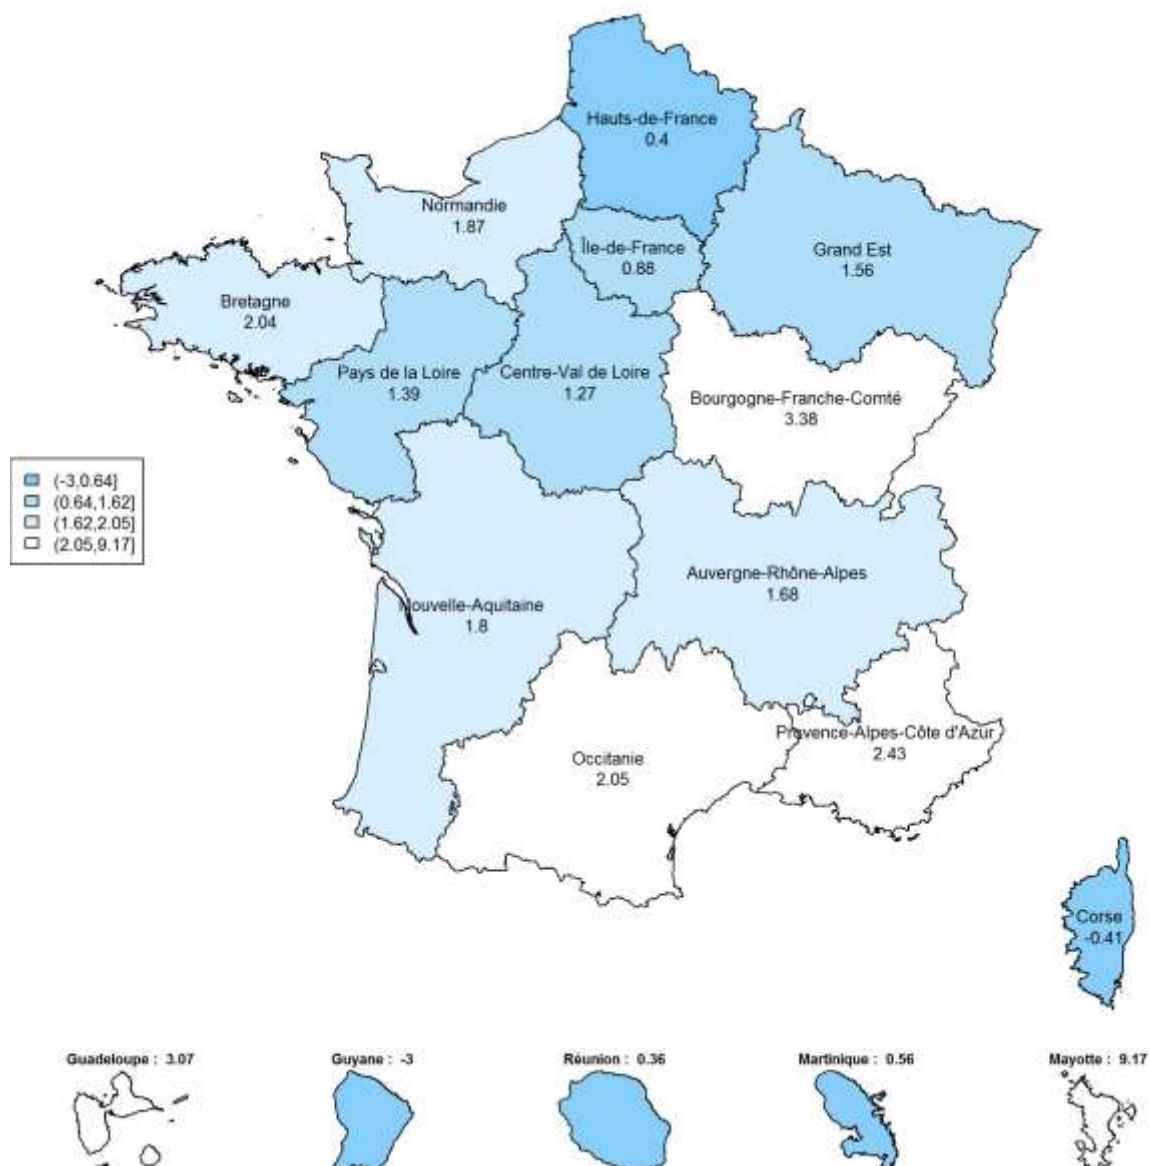 Hauts-de-France
0.4
Normandie
1.87
Île-de-France
0.88
Grand Est
1.56
Bretagne
2.04
Pays de la Loire
1.39
Centre-Val de Loire
1.27
Bourgogne-Franche-Comté
3.38
(-3,0.64]
(0.64,1.62]
(1.62,2.05]
(2.05,9.17]
Auvergne-Rhône-Alpes
1.68
Nouvelle-Aquitaine
1.8
Provence-Alpes-Côte d'Azur
2.43
Occitanie
2.05
Corse
-0.41
Guadeloupe : 3.07
Guyane : -3
Réunion : 0.36
Martinique : 0.56
Mayotte : 9.17